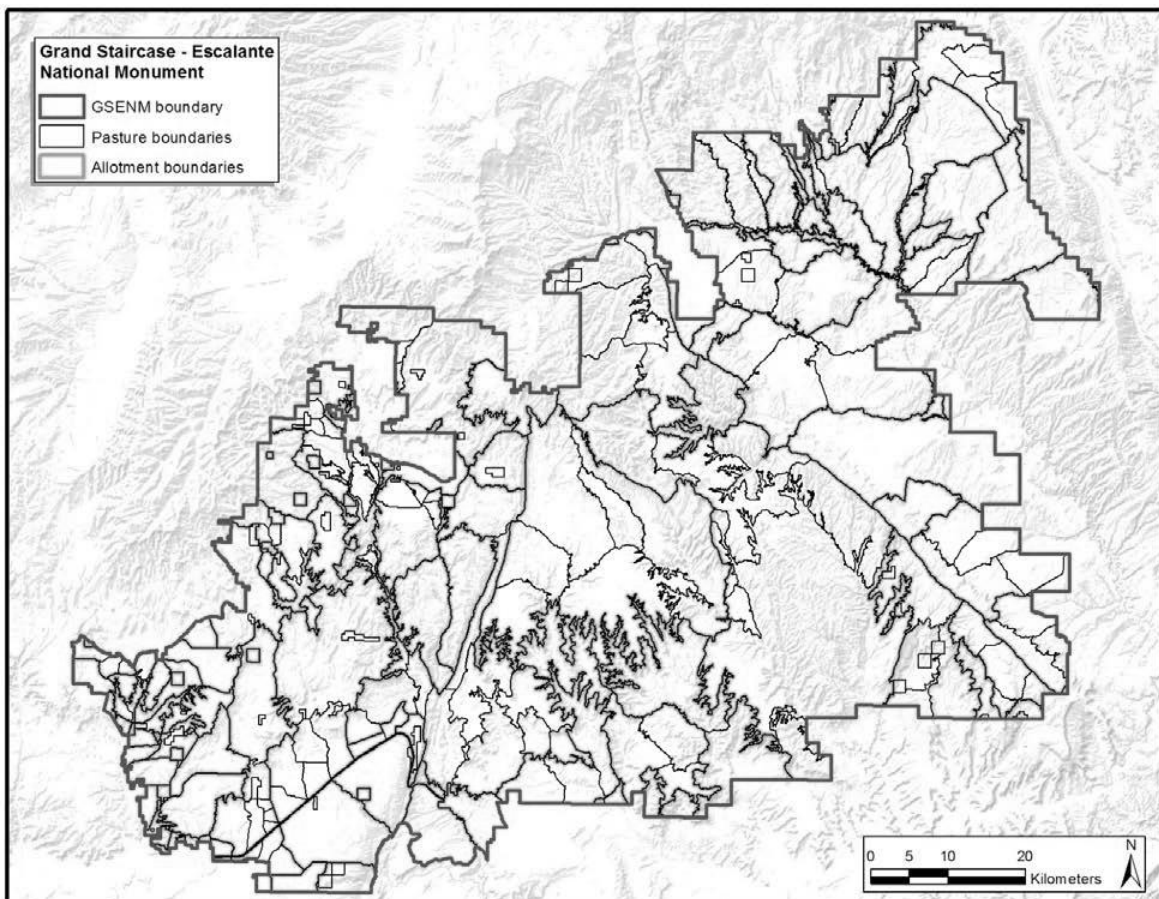 Grand Staircase - Escalante
National Monument
GSENM boundary
Pasture boundaries
Allotment boundaries
N
0 5 10 20
Kilometers